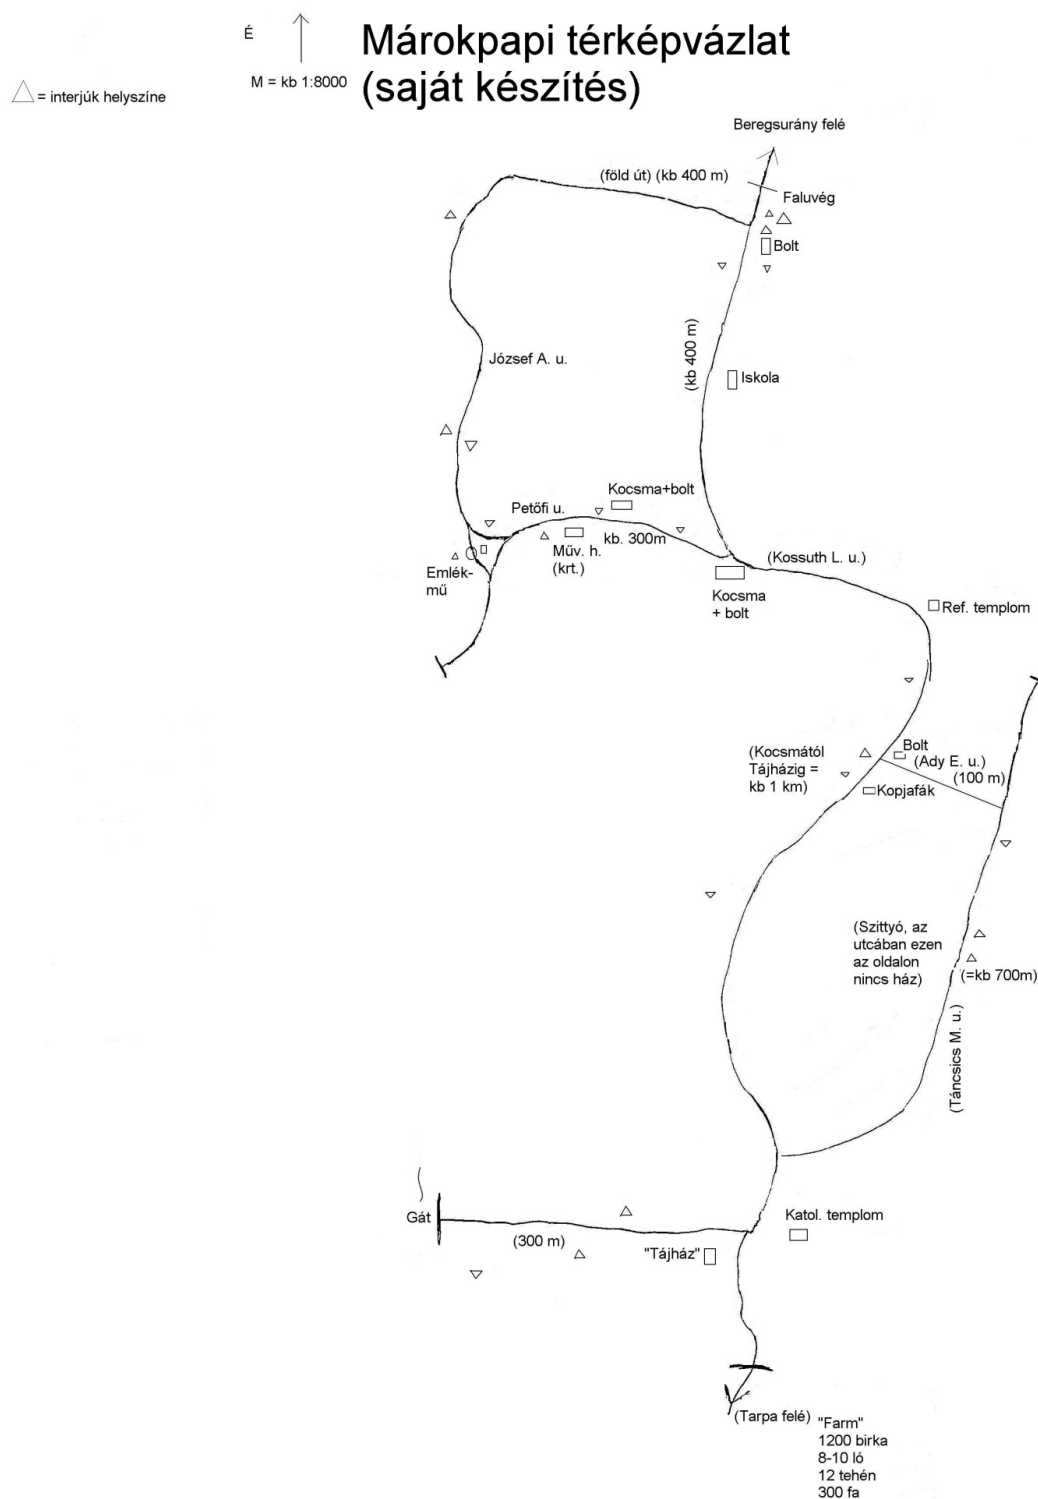 É
Márokpapi térképvázlat
(saját készítés)
M = kb 1:8000
= interjúk helyszíne
Beregsurány felé
(föld út) (kb 400 m)
Faluvég
Bolt
(kb 400 m)
József A. u.
Iskola
Kocsma+bolt
Petőfi u.
kb. 300m
Műv. h.
(krt.)
(Kossuth L. u.)
Emlék-
mű
Kocsma
+ bolt
Ref. templom
(Kocsmától
Tájházig =
kb 1 km)
Bolt
(Ady E. u.)
(100 m)
Kopjafák
(Szittyó, az
utcában ezen
az oldalon
nincs ház)
(=kb 700m)
(Táncsics M. u.)
Gát
(300 m)
Katol. templom
"Tájház"
(Tarpa felé)
"Farm"
1200 birka
8-10 ló
12 tehén
300 fa